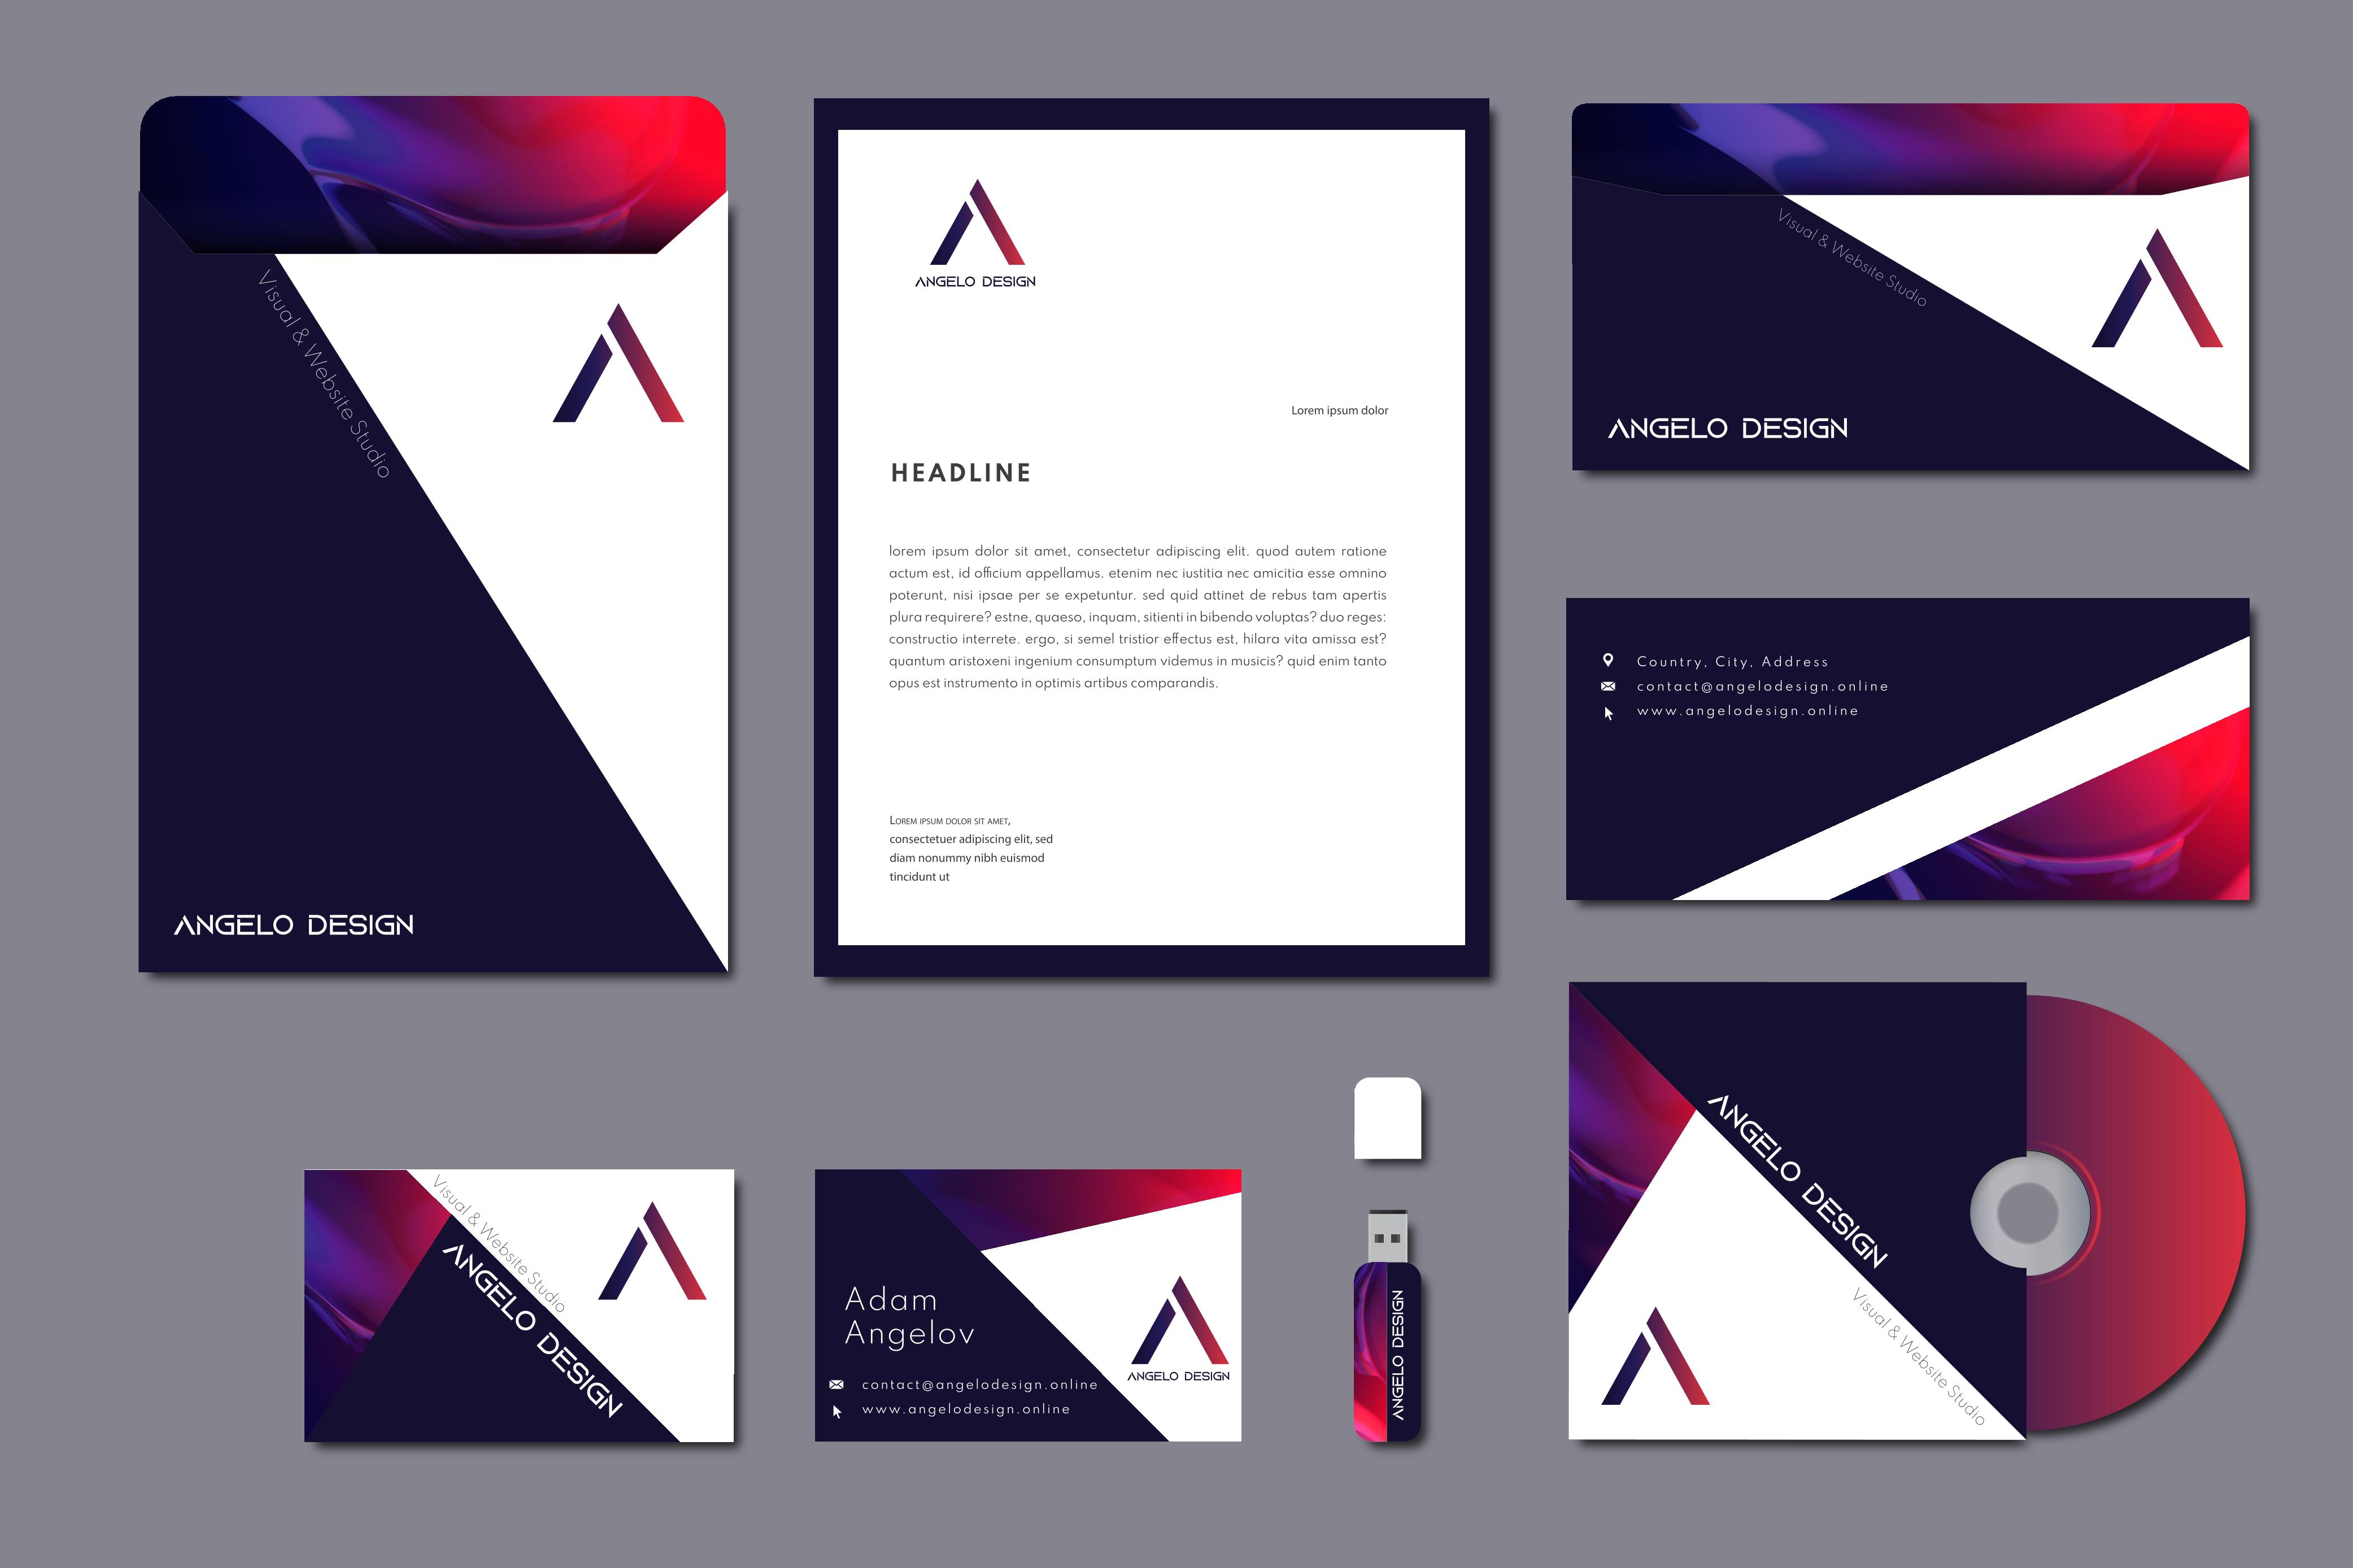 Visual & Website Studio
ANGELO DESIGN
ANGELO DESIGN
Lorem ipsum dolor
HEADLINE
lorem ipsum dolor sit amet, consectetur adipiscing elit. quod autem ratione
actum est, id officium appellamus. etenim nec iustitia nec amicitia esse omnino
poterunt, nisi ipsae per se expetuntur. sed quid attinet de rebus tam apertis
plura requirere? estne, quaeso, inquam, sitienti in bibendo voluptas? duo reges:
constructio interrete. ergo, si semel tristior effectus est, hilara vita amissa est?
quantum aristoxeni ingenium consumptum videmus in musicis? quid enim tanto
opus est instrumento in optimis artibus comparandis.
Lorem ipsum dolor sit amet,
consectetuer adipiscing elit, sed
diam nonummy nibh euismod
tincidunt ut
Visual & Website Studio
ANGELO DESIGN
Country, City, Address
contact@angelodesign.online
www.angelodesign.online
Visual & Website Studio
ANGELO DESIGN
Adam
Angelov
contact@angelodesign.online
www.angelodesign.online
ANGELO DESIGN
ANGELO DESIGN
ANGELO DESIGN
Visual & Website Studio